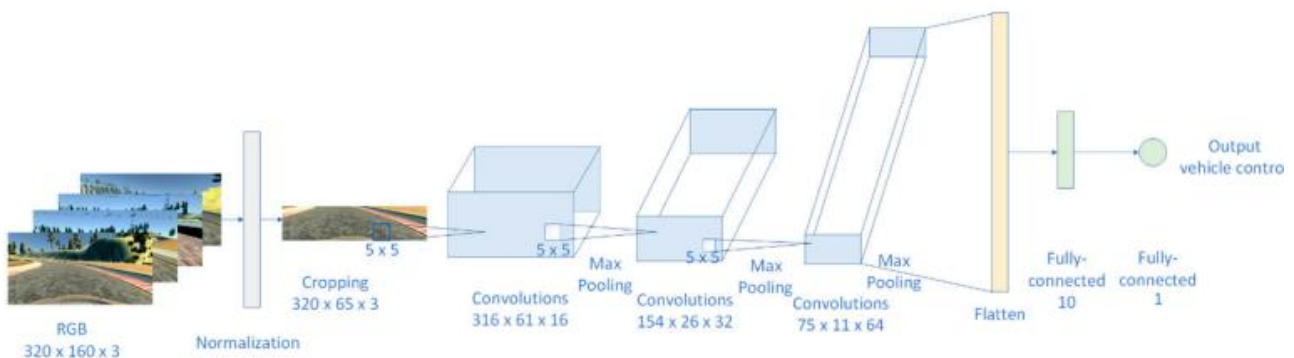 RGB
320 x 160 x 3
Normalization
Cropping
320 x 65 x 3
5 x 5
Convolutions
316 x 61 x 16
5 x 5
Max
Pooling
Convolutions
154 x 26 x 32
5 x 5
Max
Pooling
Convolutions
75 x 11 x 64
Max
Pooling
Flatten
Fully-
connected
10
Fully-
connected
1
Output
vehicle contro